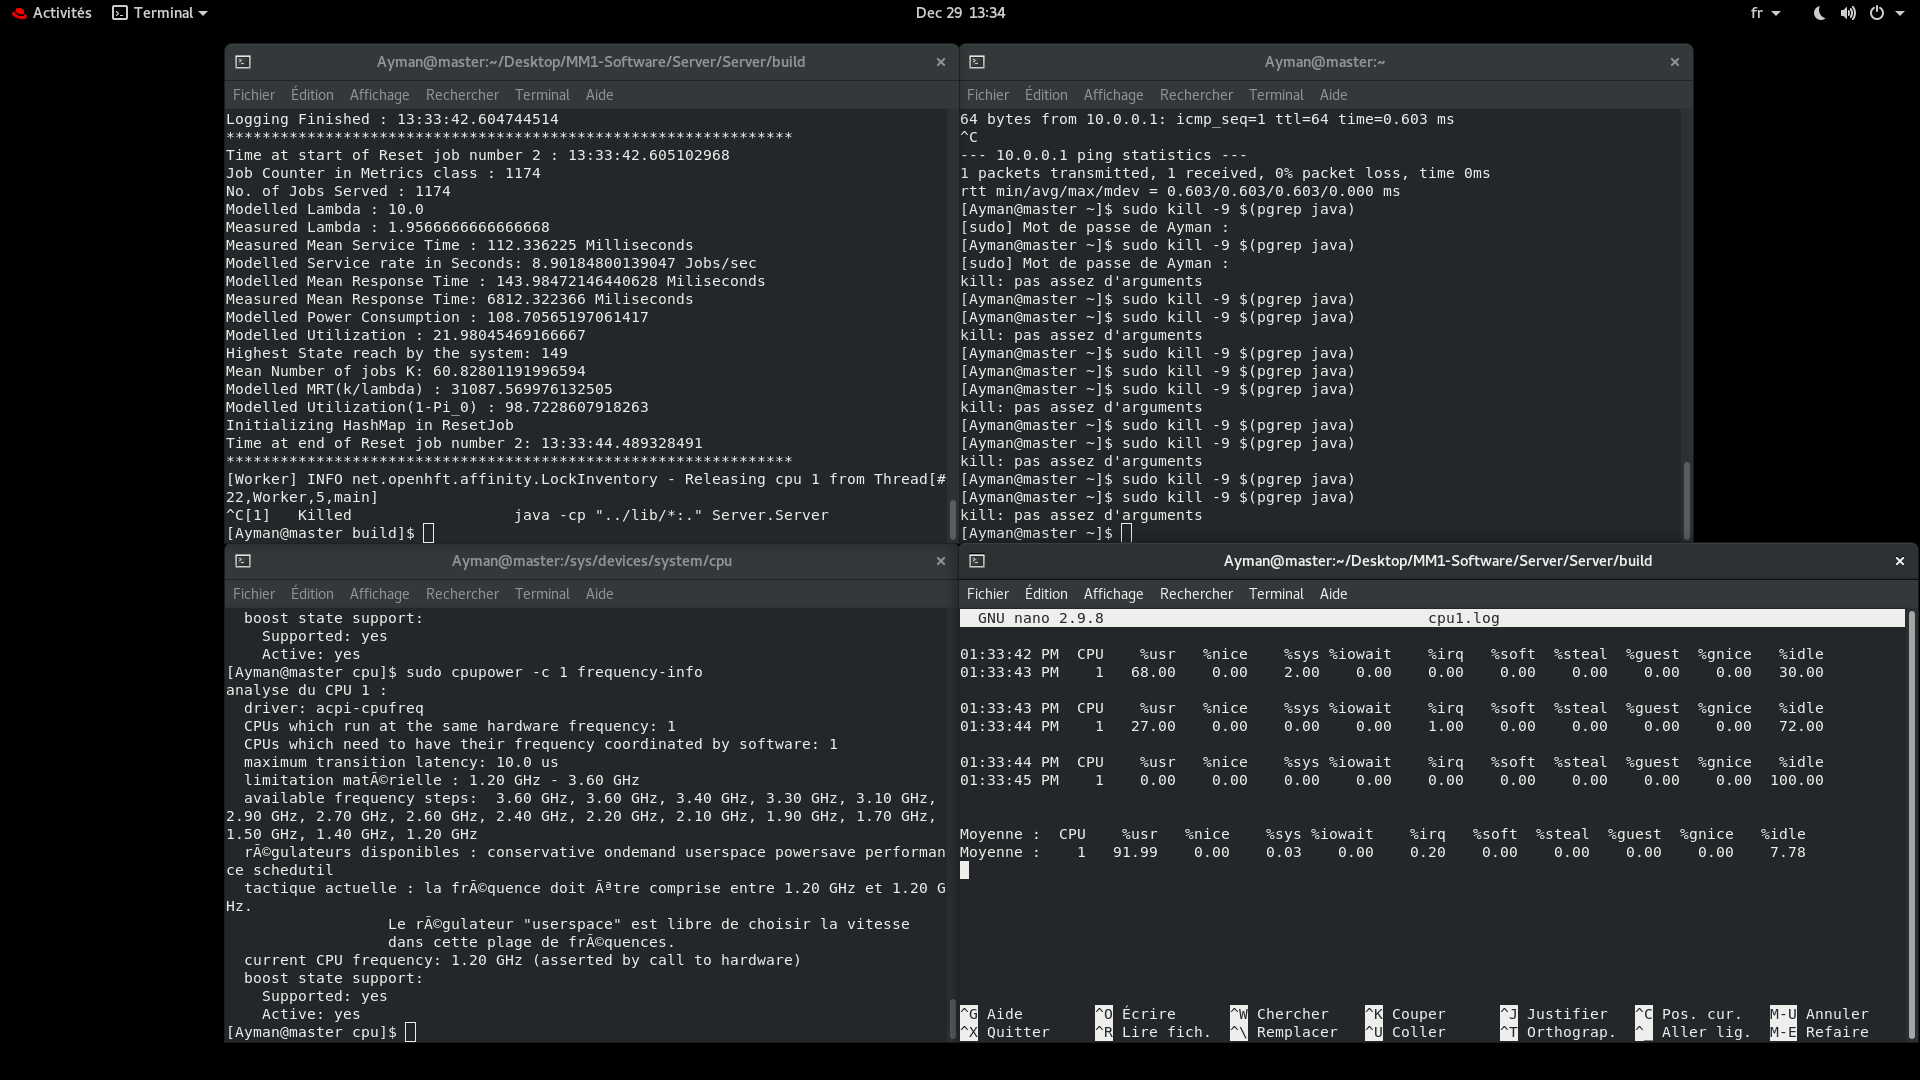 Activités Terminal Dec 29 13:34 fr
Ayman@master:~/Desktop/MM1-Software/Server/Server/build
Fichier Édition Affichage Rechercher Terminal Aide
Logging Finished : 13:33:42.604744514
***************************************************************
Time at start of Reset job number 2 : 13:33:42.605102968
Job Counter in Metrics class : 1174
No. of Jobs Served : 1174
Modelled Lambda : 10.0
Measured Lambda : 1.9566666666666668
Measured Mean Service Time : 112.336225 Milliseconds
Modelled Service rate in Seconds: 8.90184800139047 Jobs/sec
Modelled Mean Response Time : 143.98472146440628 Miliseconds
Measured Mean Response Time: 6812.322366 Miliseconds
Modelled Power Consumption : 108.70565197061417
Modelled Utilization : 21.98045469166667
Highest State reach by the system: 149
Mean Number of jobs K: 60.82801191996594
Modelled MRT(k/lambda) : 31087.569976132505
Modelled Utilization(1-Pi_0) : 98.7228607918263
Initializing HashMap in ResetJob
Time at end of Reset job number 2: 13:33:44.489328491
***************************************************************
[Worker] INFO net.openhft.affinity.LockInventory - Releasing cpu 1 from Thread[#
22,Worker,5,main]
^C[1]   Killed                  java -cp "../lib/*:." Server.Server
[Ayman@master build]$
Ayman@master:~
Fichier Édition Affichage Rechercher Terminal Aide
64 bytes from 10.0.0.1: icmp_seq=1 ttl=64 time=0.603 ms
^C
--- 10.0.0.1 ping statistics ---
1 packets transmitted, 1 received, 0% packet loss, time 0ms
rtt min/avg/max/mdev = 0.603/0.603/0.603/0.000 ms
[Ayman@master ~]$ sudo kill -9 $(pgrep java)
[sudo] Mot de passe de Ayman :
[Ayman@master ~]$ sudo kill -9 $(pgrep java)
[sudo] Mot de passe de Ayman :
kill: pas assez d'arguments
[Ayman@master ~]$ sudo kill -9 $(pgrep java)
[Ayman@master ~]$ sudo kill -9 $(pgrep java)
kill: pas assez d'arguments
[Ayman@master ~]$ sudo kill -9 $(pgrep java)
[Ayman@master ~]$ sudo kill -9 $(pgrep java)
[Ayman@master ~]$ sudo kill -9 $(pgrep java)
kill: pas assez d'arguments
[Ayman@master ~]$ sudo kill -9 $(pgrep java)
[Ayman@master ~]$ sudo kill -9 $(pgrep java)
kill: pas assez d'arguments
[Ayman@master ~]$ sudo kill -9 $(pgrep java)
[Ayman@master ~]$ sudo kill -9 $(pgrep java)
kill: pas assez d'arguments
[Ayman@master ~]$
Ayman@master:/sys/devices/system/cpu
Fichier Édition Affichage Rechercher Terminal Aide
boost state support:
Supported: yes
Active: yes
[Ayman@master cpu]$ sudo cpupower -c 1 frequency-info
analyse du CPU 1 :
driver: acpi-cpufreq
CPUs which run at the same hardware frequency: 1
CPUs which need to have their frequency coordinated by software: 1
maximum transition latency: 10.0 us
limitation matÃ©rielle : 1.20 GHz - 3.60 GHz
available frequency steps:  3.60 GHz, 3.60 GHz, 3.40 GHz, 3.30 GHz, 3.10 GHz,
2.90 GHz, 2.70 GHz, 2.60 GHz, 2.40 GHz, 2.20 GHz, 2.10 GHz, 1.90 GHz, 1.70 GHz,
1.50 GHz, 1.40 GHz, 1.20 GHz
rÃ©gulateurs disponibles : conservative ondemand userspace powersave performan
ce schedutil
tactique actuelle : la frÃ©quence doit Ãªtre comprise entre 1.20 GHz et 1.20 G
Hz.
Le rÃ©gulateur "userspace" est libre de choisir la vitesse
dans cette plage de frÃ©quences.
current CPU frequency: 1.20 GHz (asserted by call to hardware)
boost state support:
Supported: yes
Active: yes
[Ayman@master cpu]$
Ayman@master:~/Desktop/MM1-Software/Server/Server/build
Fichier Édition Affichage Rechercher Terminal Aide
GNU nano 2.9.8 cpu1.log
01:33:42 PM  CPU    %usr   %nice    %sys %iowait    %irq   %soft  %steal  %guest  %gnice   %idle
01:33:43 PM    1   68.00    0.00    2.00    0.00    0.00    0.00    0.00    0.00    0.00   30.00
01:33:43 PM  CPU    %usr   %nice    %sys %iowait    %irq   %soft  %steal  %guest  %gnice   %idle
01:33:44 PM    1   27.00    0.00    0.00    0.00    1.00    0.00    0.00    0.00    0.00   72.00
01:33:44 PM  CPU    %usr   %nice    %sys %iowait    %irq   %soft  %steal  %guest  %gnice   %idle
01:33:45 PM    1    0.00    0.00    0.00    0.00    0.00    0.00    0.00    0.00    0.00  100.00
Moyenne :  CPU    %usr   %nice    %sys %iowait    %irq   %soft  %steal  %guest  %gnice   %idle
Moyenne :    1   91.99    0.00    0.03    0.00    0.20    0.00    0.00    0.00    0.00    7.78
^G Aide ^O Écrire ^W Chercher ^K Couper ^J Justifier ^C Pos. cur. M-U Annuler
^X Quitter ^R Lire fich. ^\ Remplacer ^U Coller ^T Orthograp. ^_ Aller lig. M-E Refaire